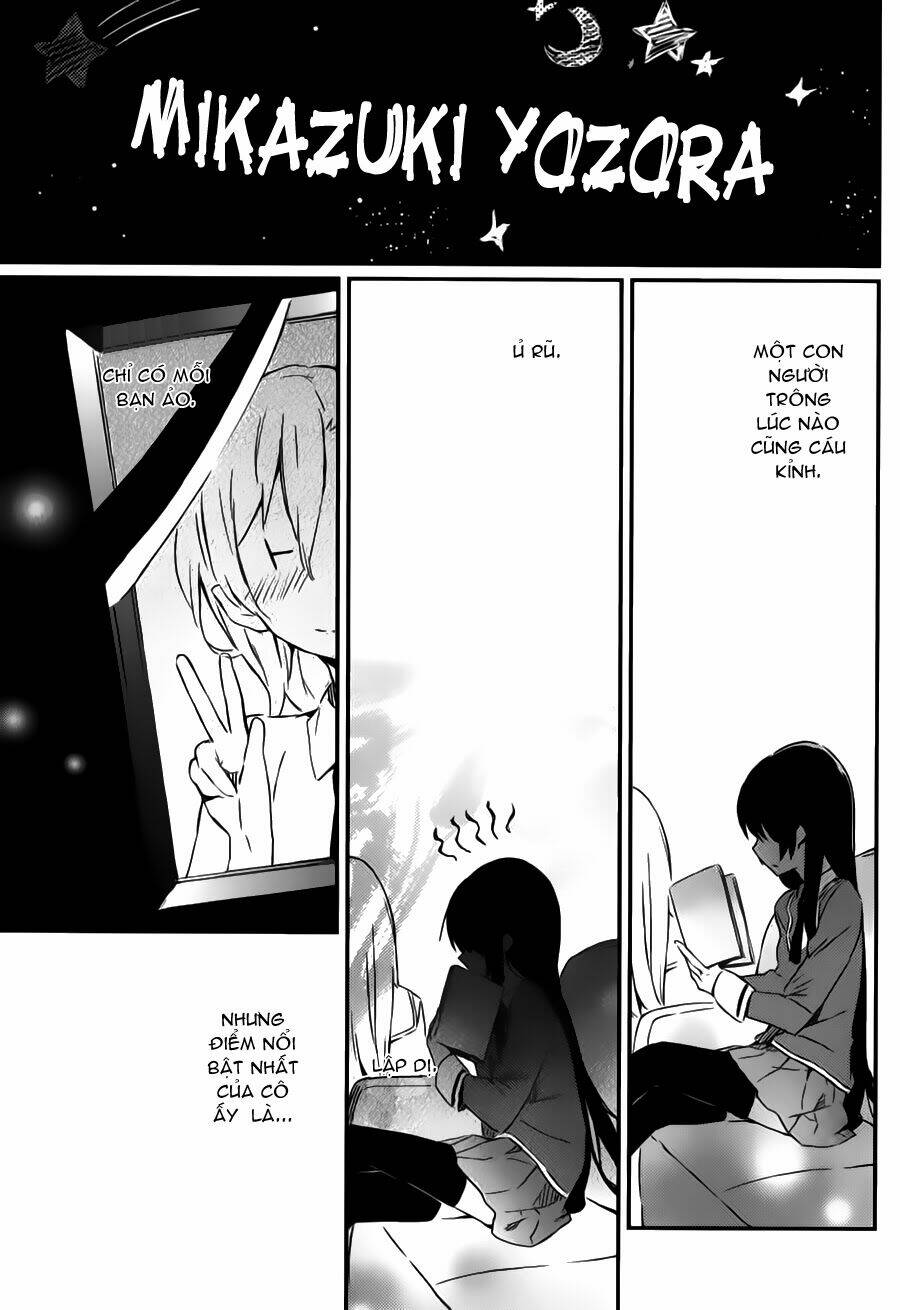 MIKAZUKI YOZORA
MỘT CON
NGƯỜI
TRÔNG
LÚC NÀO
CŨNG CÁU
KỈNH.
Ủ RŨ.
LẬP DỊ.
CHỈ CÓ MỖI
BẠN ẢO.
NHƯNG
ĐIỂM NỔI
BẬT NHẤT
CỦA CÔ
ẤY LÀ...